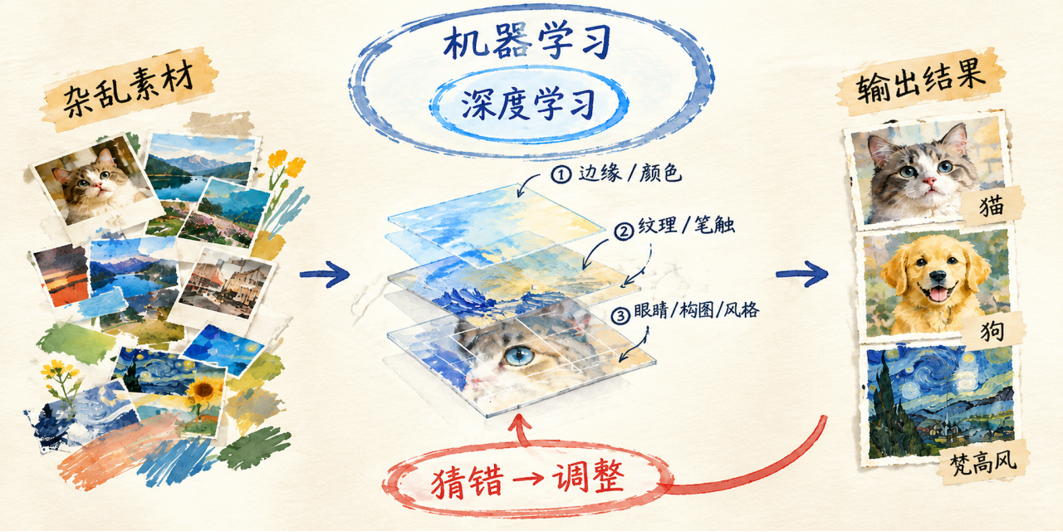 机器学习
深度学习
杂乱素材
① 边缘/颜色
② 纹理/笔触
③ 眼睛/构图/风格
猜错→调整
输出结果
猫
狗
梵高风